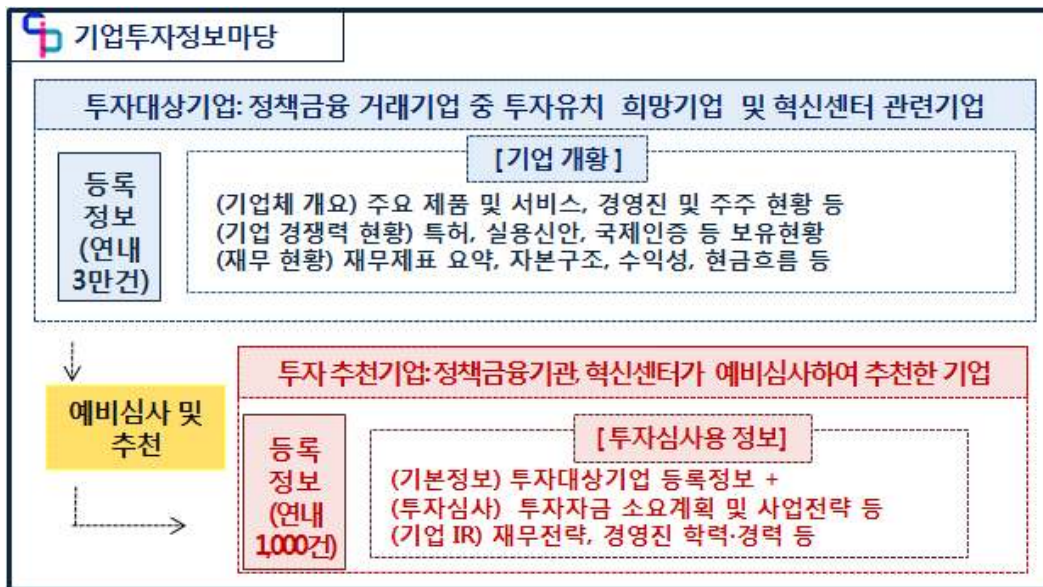 기업투자정보마당
투자대상기업: 정책금융 거래기업 중 투자유치 희망기업 및 혁신센터 관련기업
등록
정보
(연내
3만건)
[기업 개황]
(기업체 개요) 주요 제품 및 서비스, 경영진 및 주주 현황 등
(기업 경쟁력 현황) 특허, 실용신안, 국제인증 등 보유현황
(재무 현황) 재무제표 요약, 자본구조, 수익성, 현금흐름 등
예비심사 및
추천
투자 추천기업: 정책금융기관, 혁신센터가 예비심사하여 추천한 기업
등록
정보
(연내
1,000건)
[투자심사용 정보]
(기본정보) 투자대상기업 등록정보 +
(투자심사) 투자자금 소요계획 및 사업전략 등
(기업 IR) 재무전략, 경영진 학력·경력 등